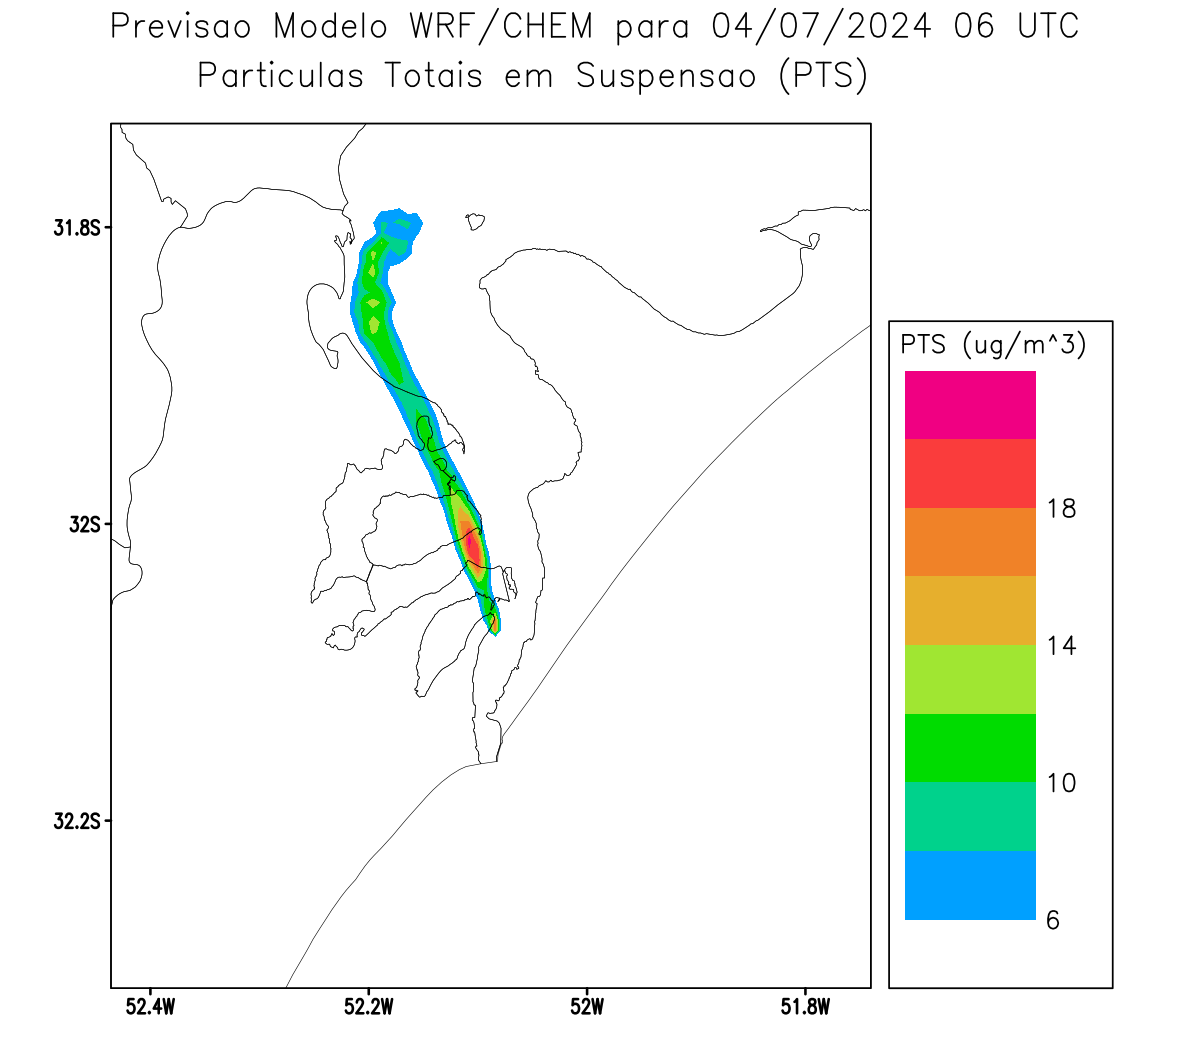 Previsao Modelo WRF/CHEM para 04/07/2024 06 UTC
Particulas Totais em Suspensao (PTS)
31.8S
32S
32.2S
52.4W
52.2W
52W
51.8W
PTS (ug/m^3)
18
14
10
6